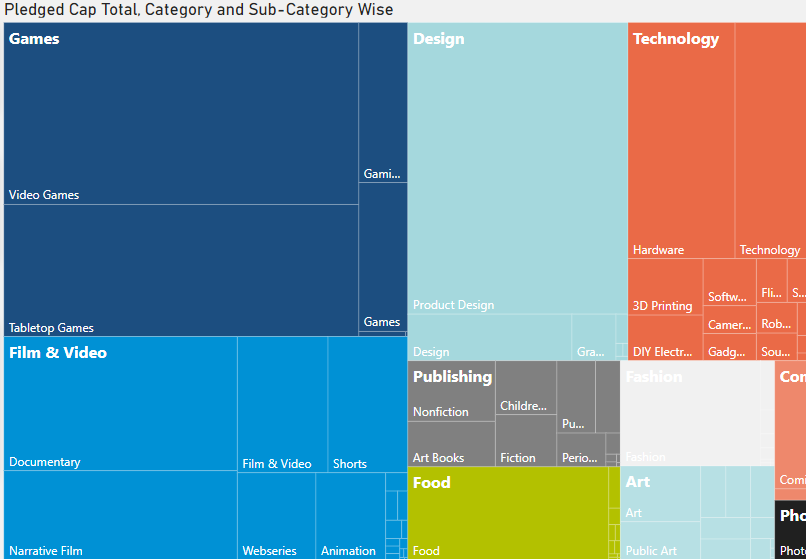 Pledged Cap Total, Category and Sub-Category Wise
Games
Gami...
Video Games
Games
Tabletop Games
Design
Product Design
Design
Gra...
Technology
Hardware
Technology
3D Printing
Softw...
Fli...
S...
Camer...
Rob...
DIY Electr...
Gadg...
Sou...
Film & Video
Documentary
Film & Video
Shorts
Narrative Film
Webseries
Animation
Publishing
Nonfiction
Childre...
Pu...
Art Books
Fiction
Perio...
Fashion
Fashion
Com
Comi
Food
Food
Art
Art
Public Art
Pho
Photo